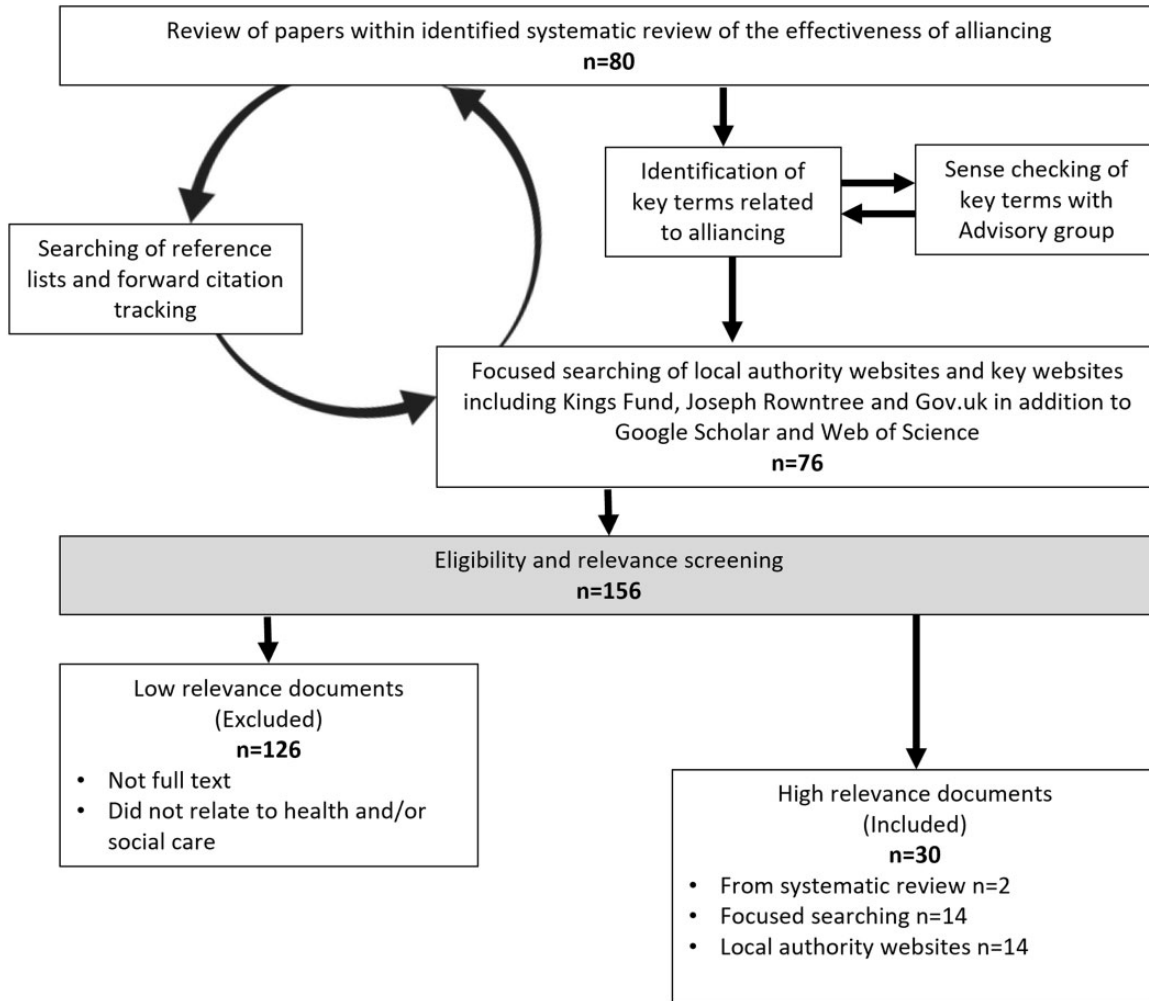 Review of papers within identified systematic review of the effectiveness of alliancing
n=80
Identification of
key terms related
to alliancing
Sense checking of
key terms with
Advisory group
Searching of reference
lists and forward citation
tracking
Focused searching of local authority websites and key websites
including Kings Fund, Joseph Rowntree and Gov.uk in addition to
Google Scholar and Web of Science
n=76
Eligibility and relevance screening
n=156
Low relevance documents
(Excluded)
n=126
• Not full text
• Did not relate to health and/or
social care
High relevance documents
(Included)
n=30
• From systematic review n=2
• Focused searching n=14
• Local authority websites n=14